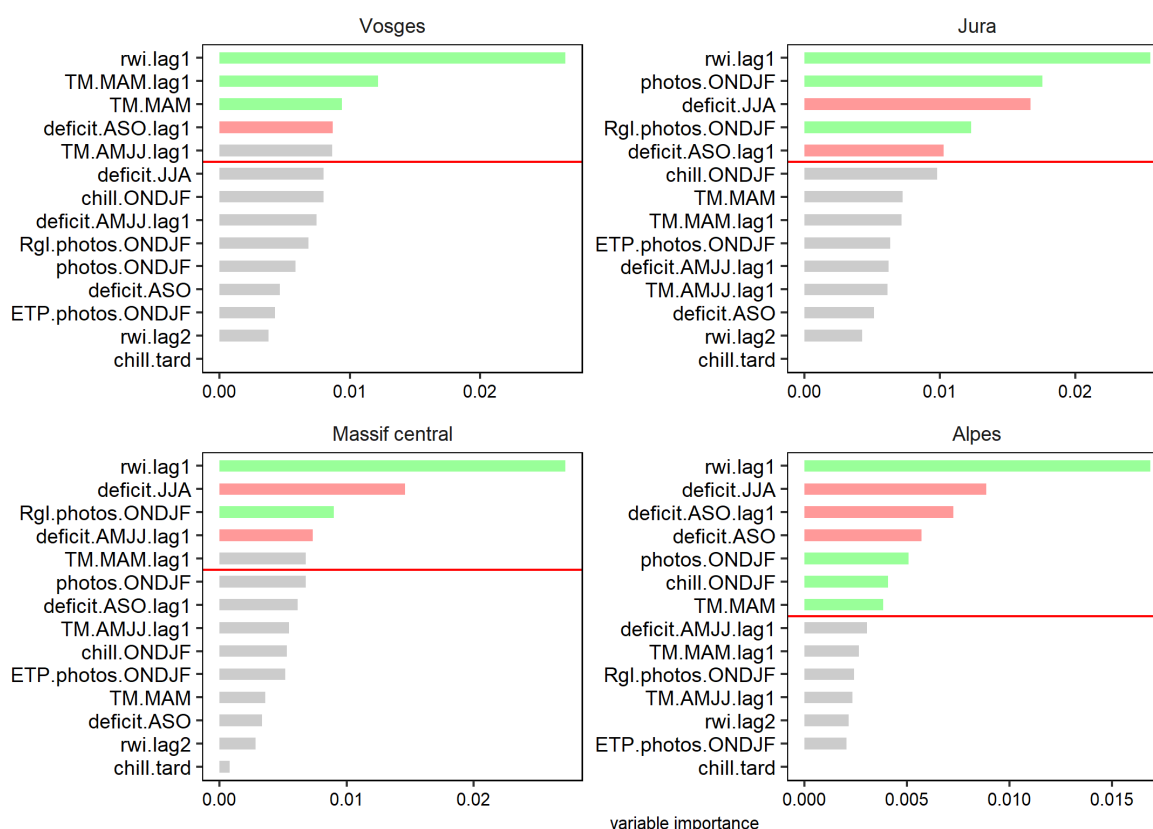 Vosges
rwi.lag1
TM.MAM.lag1
TM.MAM
deficit.ASO.lag1
TM.AMJJ.lag1
deficit.JJA
chill.ONDJF
deficit.AMJJ.lag1
Rgl.photos.ONDJF
photos.ONDJF
deficit.ASO
ETP.photos.ONDJF
rwi.lag2
chill.tard
0.00 0.01 0.02
Jura
rwi.lag1
photos.ONDJF
deficit.JJA
Rgl.photos.ONDJF
deficit.ASO.lag1
chill.ONDJF
TM.MAM
TM.MAM.lag1
ETP.photos.ONDJF
deficit.AMJJ.lag1
TM.AMJJ.lag1
deficit.ASO
rwi.lag2
chill.tard
0.00 0.01 0.02
Massif central
rwi.lag1
deficit.JJA
Rgl.photos.ONDJF
deficit.AMJJ.lag1
TM.MAM.lag1
photos.ONDJF
deficit.ASO.lag1
TM.AMJJ.lag1
chill.ONDJF
ETP.photos.ONDJF
TM.MAM
deficit.ASO
rwi.lag2
chill.tard
0.00 0.01 0.02
Alpes
rwi.lag1
deficit.JJA
deficit.ASO.lag1
deficit.ASO
photos.ONDJF
chill.ONDJF
TM.MAM
deficit.AMJJ.lag1
TM.MAM.lag1
Rgl.photos.ONDJF
TM.AMJJ.lag1
rwi.lag2
ETP.photos.ONDJF
chill.tard
0.000 0.005 0.010 0.015
variable importance